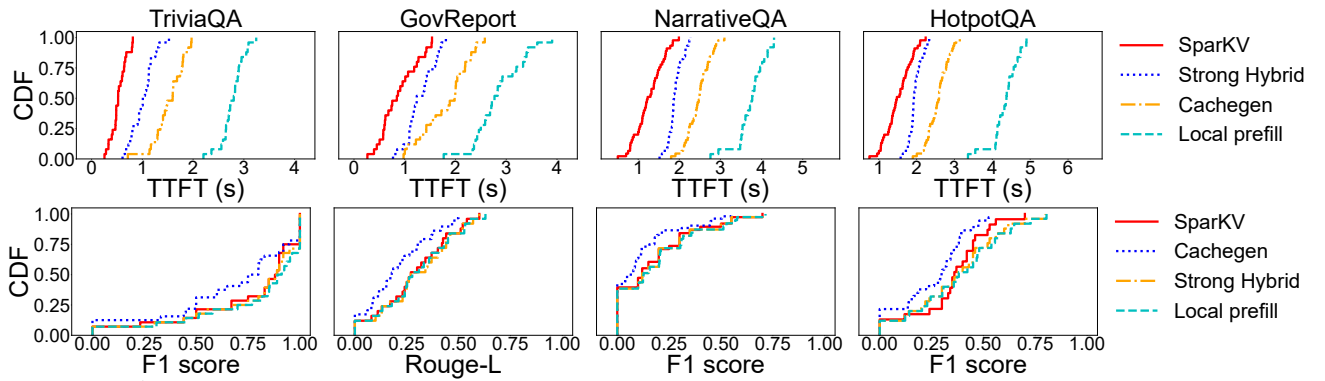 TriviaQA GovReport NarrativeQA HotpotQA
1.00
0.75
0.50
0.25
0.00
CDF
0 1 2 3 4
0 1 2 3 4
1 2 3 4 5
1 2 3 4 5 6
TTFT (s) TTFT (s) TTFT (s) TTFT (s)
SparKV
Strong Hybrid
Cachegen
Local prefill
1.00
0.75
0.50
0.25
0.00
CDF
0.00 0.25 0.50 0.75 1.00
0.00 0.25 0.50 0.75 1.00
0.00 0.25 0.50 0.75 1.00
0.00 0.25 0.50 0.75 1.00
F1 score Rouge-L F1 score F1 score
SparKV
Cachegen
Strong Hybrid
Local prefill